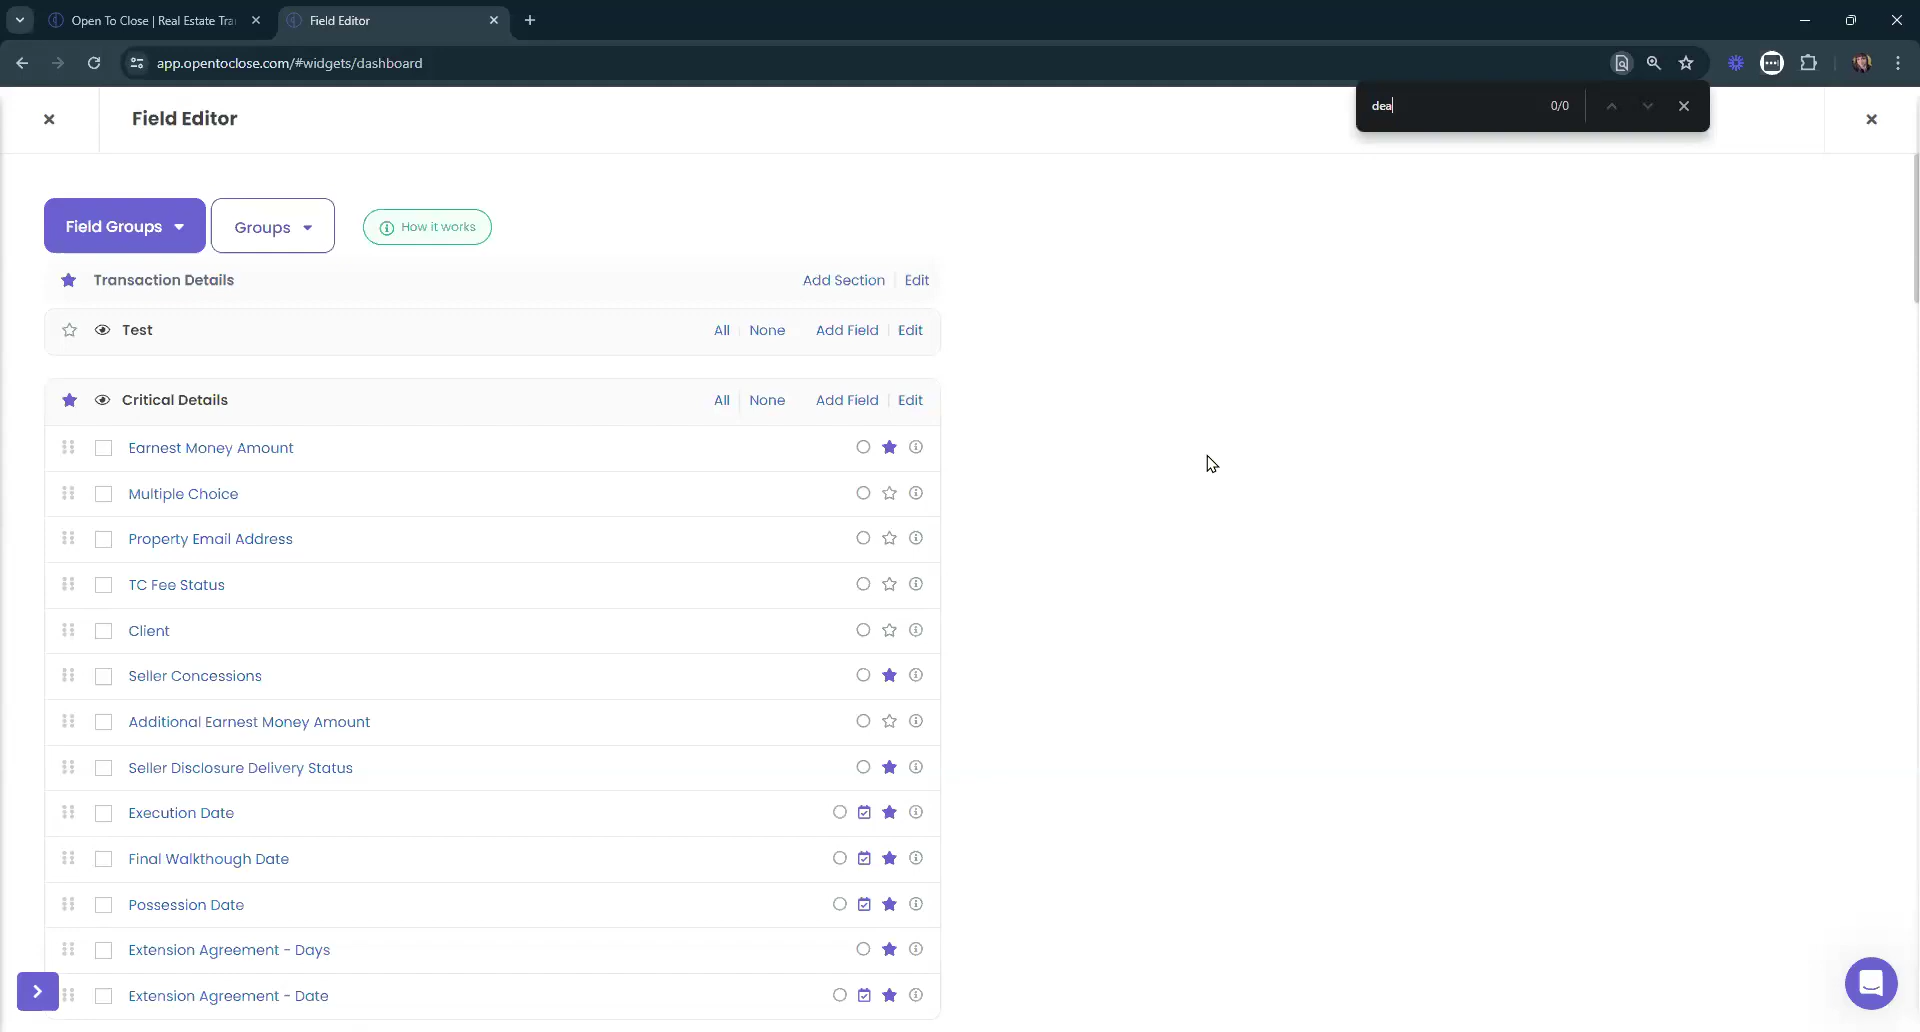 Open To Close | Real Estate Tra
Field Editor
app.opentoclose.com/#widgets/dashboard
dea
0/0
Field Editor
Field Groups
Groups
How it works
Transaction Details
Add Section
Edit
Test
All
None
Add Field
Edit
Critical Details
All
None
Add Field
Edit
Earnest Money Amount
Multiple Choice
Property Email Address
TC Fee Status
Client
Seller Concessions
Additional Earnest Money Amount
Seller Disclosure Delivery Status
Execution Date
Final Walkthough Date
Possession Date
Extension Agreement - Days
Extension Agreement - Date